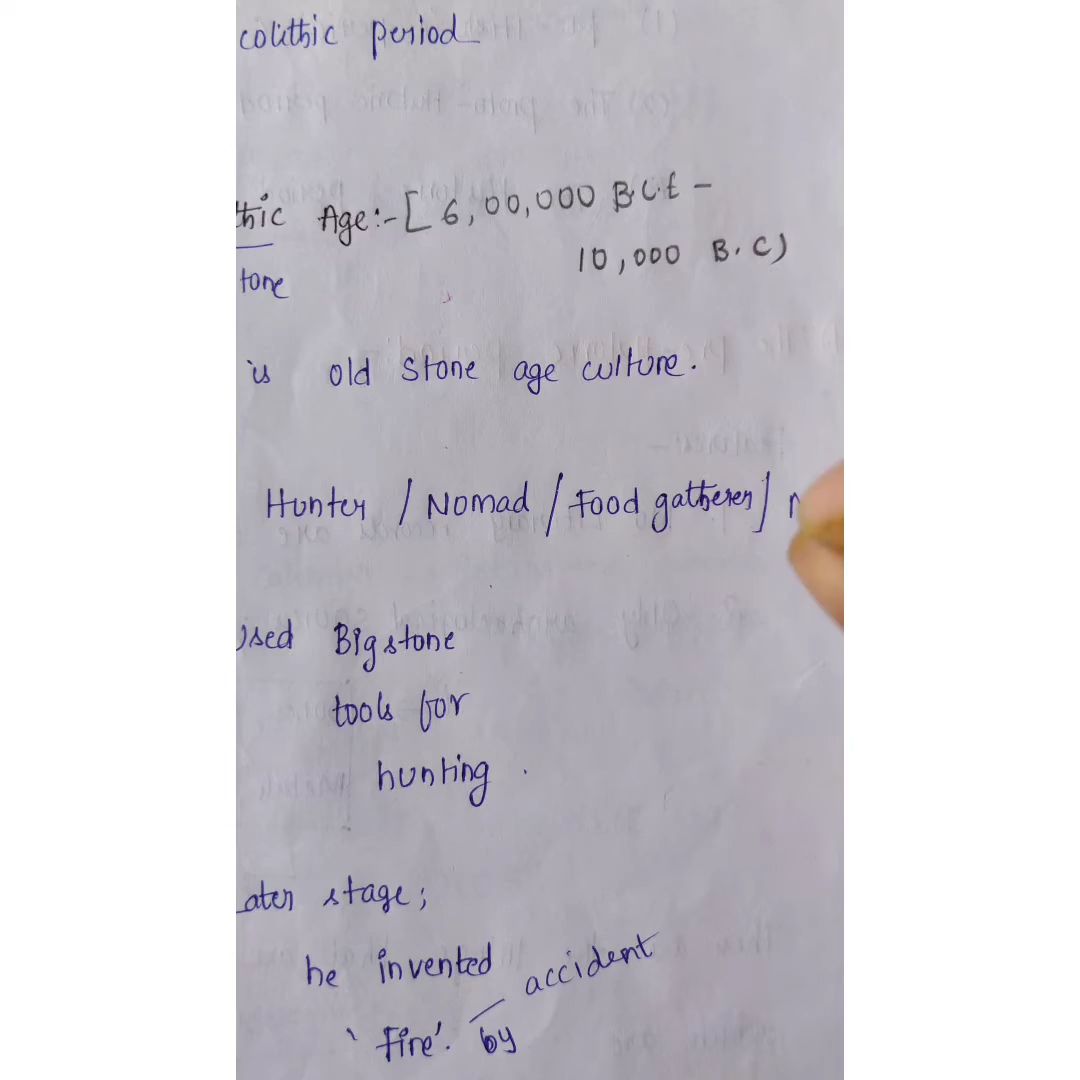 colithic period
thic Age:-[ 6,00,000 B.C.E -
10,000 B.C)
tone
is old stone age culture.
Hunter / Nomad / Food gatherer /
Used Big stone
tools for
hunting.
Later stage;
he invented accident
'Fire'. by